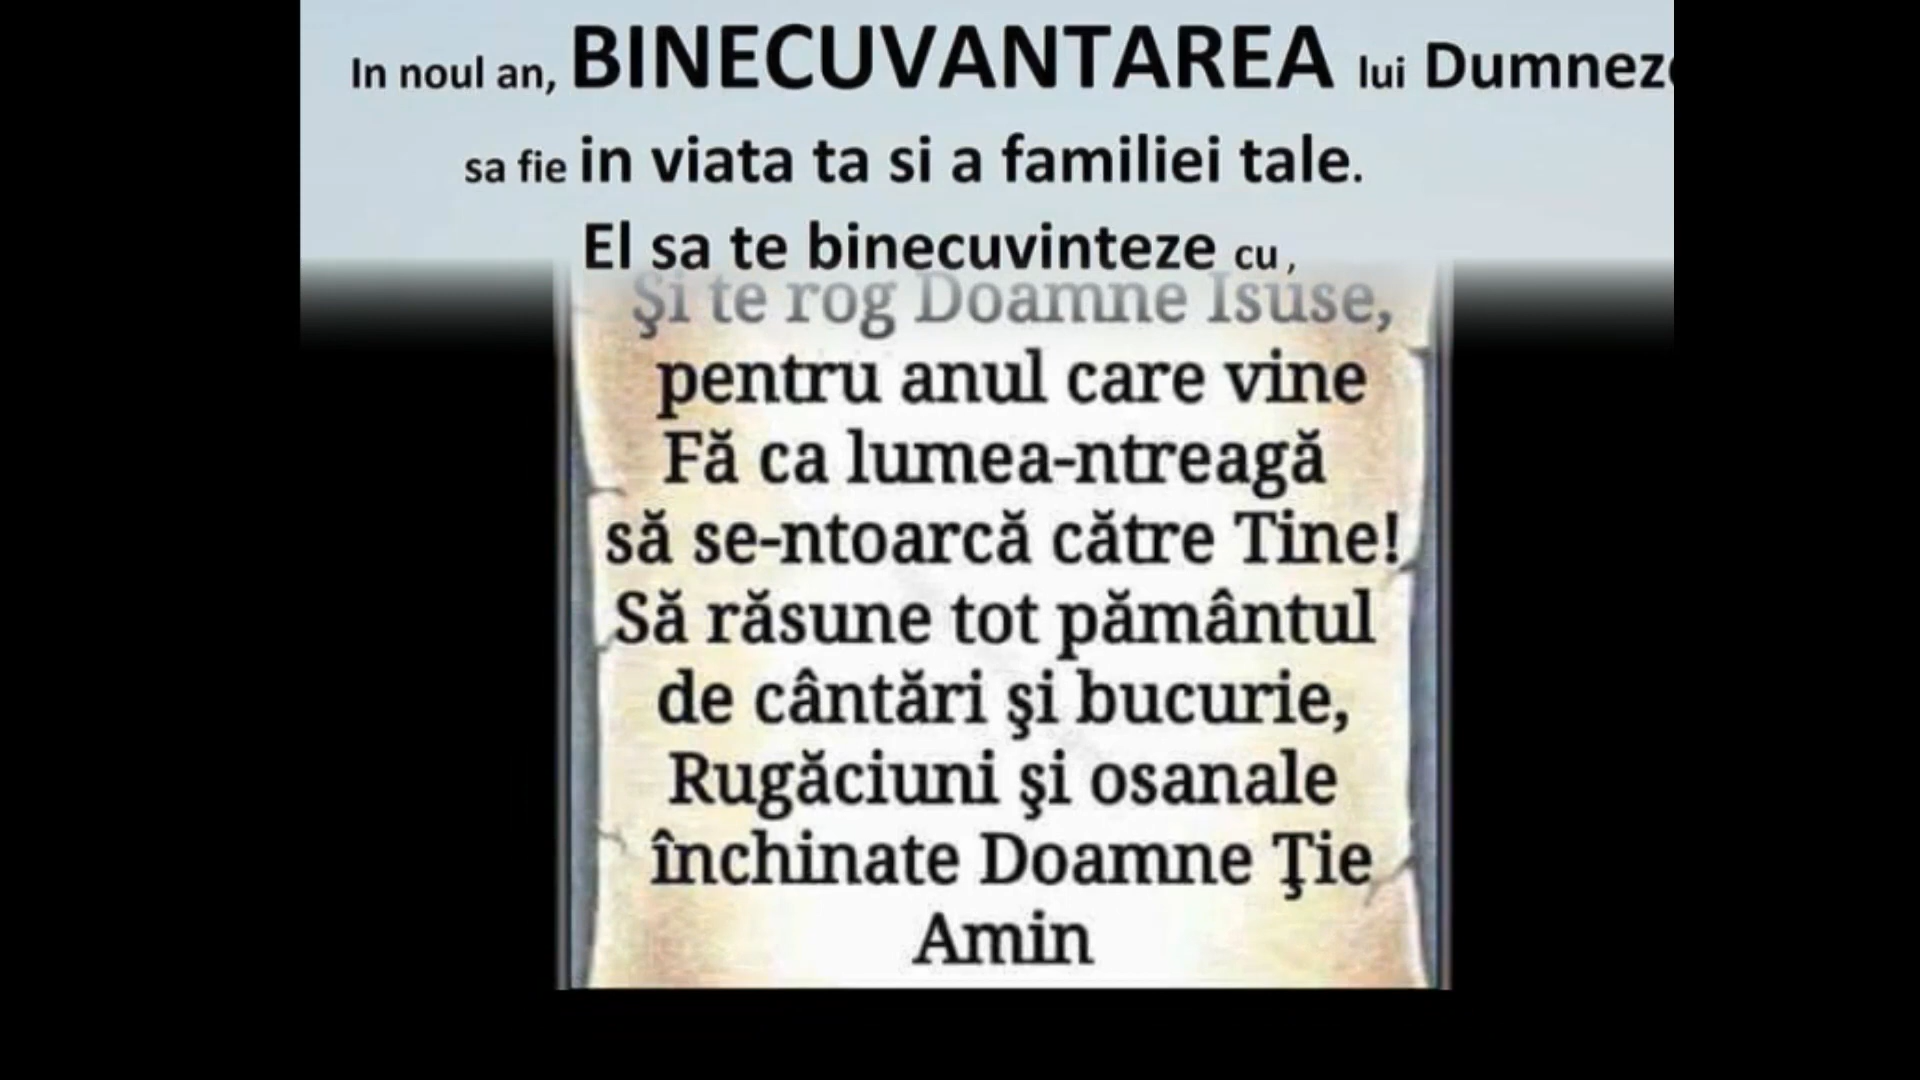 In noul an, BINECUVANTAREA lui
sa fie in viata ta si a familiei tale.
El sa te binecuvinteze cu ,
Şi te rog Doamne Isuse,
pentru anul care vine
Fă ca lumea-ntreagă
să se-ntoarcă către Tine!
Să răsune tot pământul
de cântări şi bucurie,
Rugăciuni şi osanale
închinate Doamne Ţie
Amin